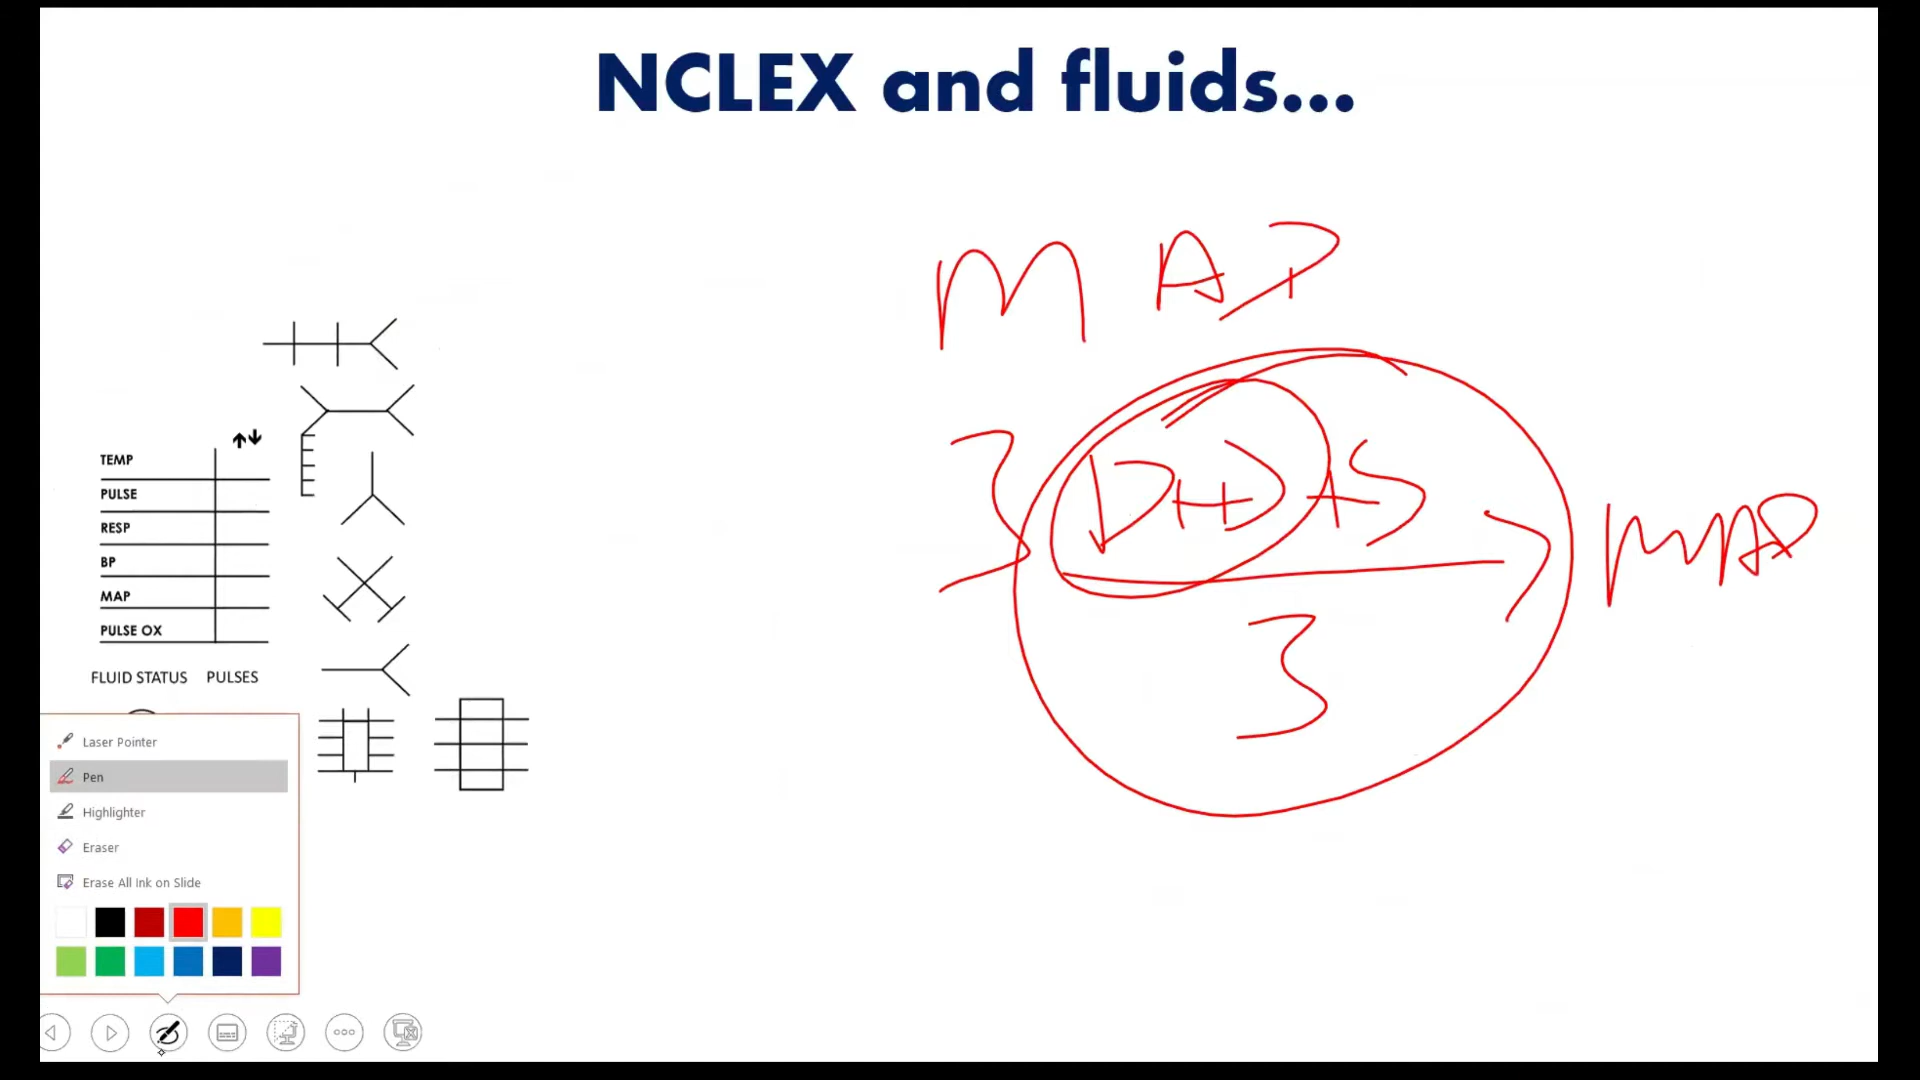 NCLEX and fluids...
MAP
3 D+D+S
3
MAP
TEMP
PULSE
RESP
BP
MAP
PULSE OX
FLUID STATUS PULSES
Laser Pointer
Pen
Highlighter
Eraser
Erase All Ink on Slide